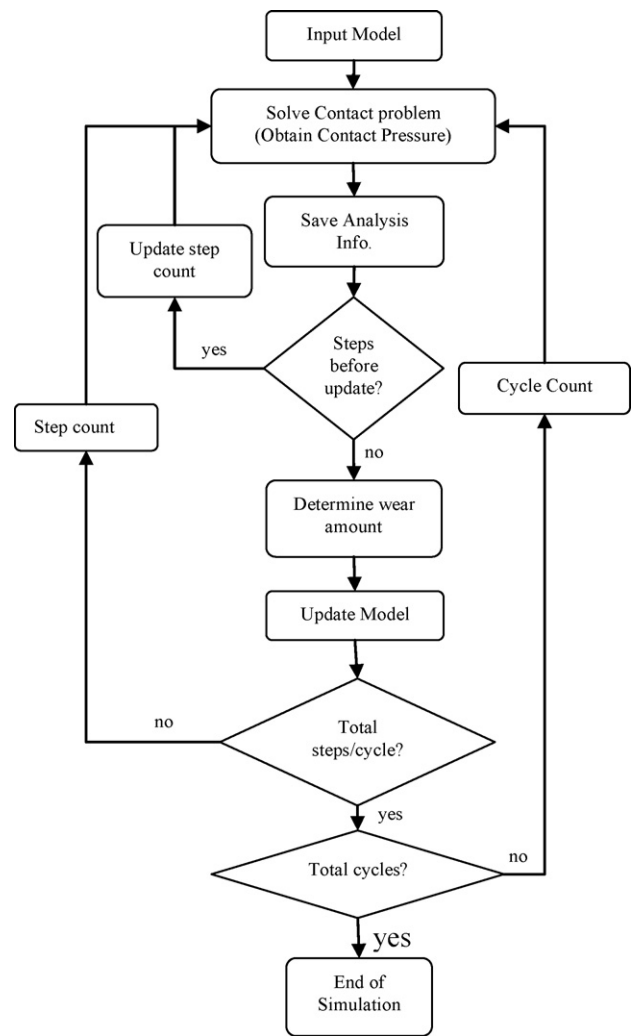 Input Model
Solve Contact problem
(Obtain Contact Pressure)
Save Analysis
Info.
Update step
count
yes
Steps
before
update?
Cycle Count
Step count
no
Determine wear
amount
Update Model
no
Total
steps/cycle?
yes
Total cycles?
no
yes
End of
Simulation